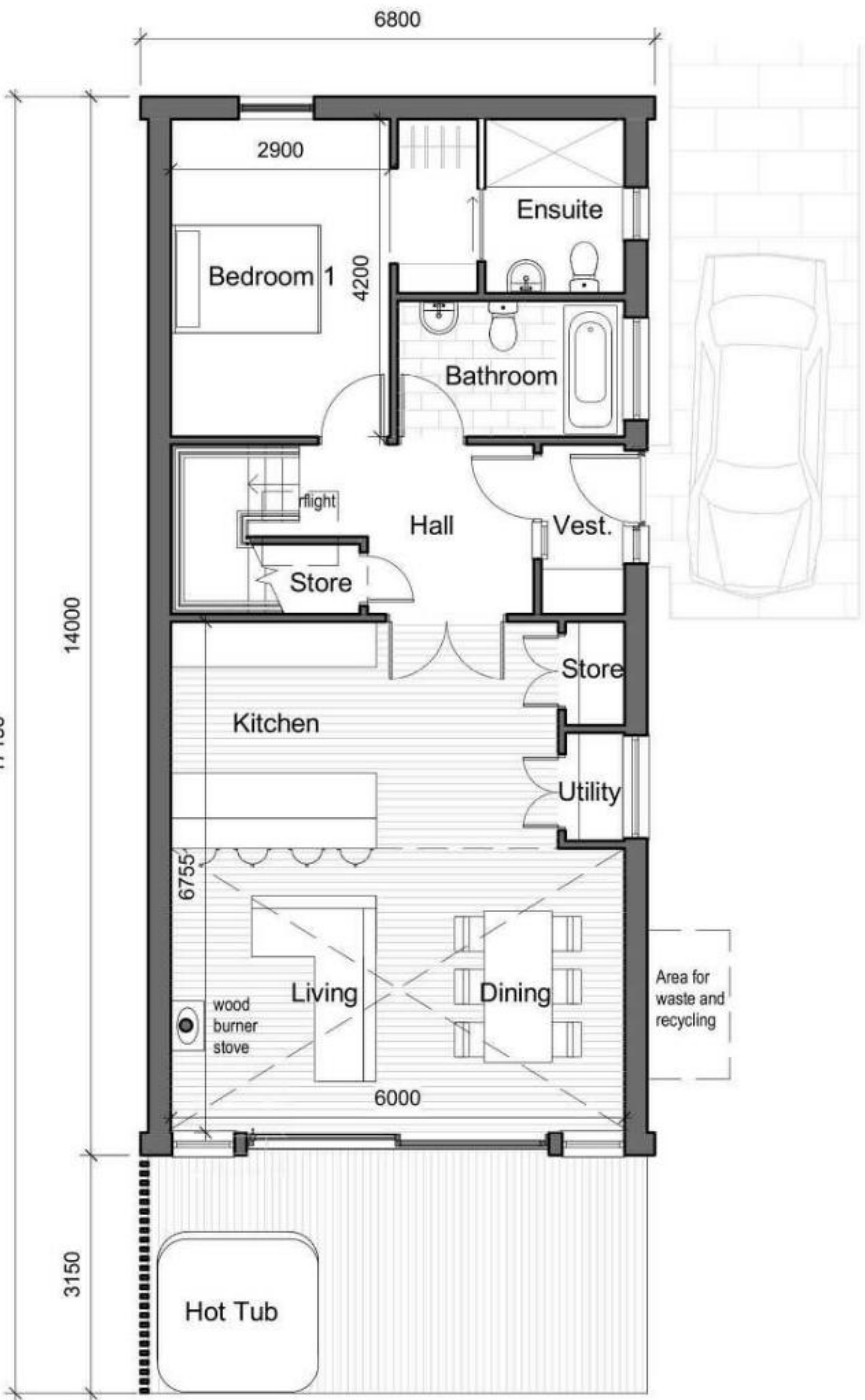 6800
2900
Ensuite
Bedroom 1
4200
Bathroom
rflight
Hall
Vest.
Store
14000
Store
Kitchen
Utility
6755
Living
Dining
wood
burner
stove
Area for
waste and
recycling
6000
3150
Hot Tub